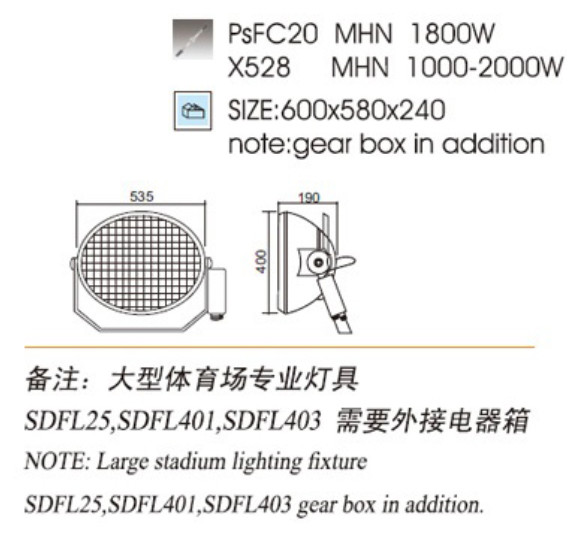 PsFC20 MHN 1800W
X528 MHN 1000-2000W
SIZE:600x580x240
note:gear box in addition
535
190
400
备注：大型体育场专业灯具
SDFL25,SDFL401,SDFL403 需要外接电器箱
NOTE: Large stadium lighting fixture
SDFL25,SDFL401,SDFL403 gear box in addition.